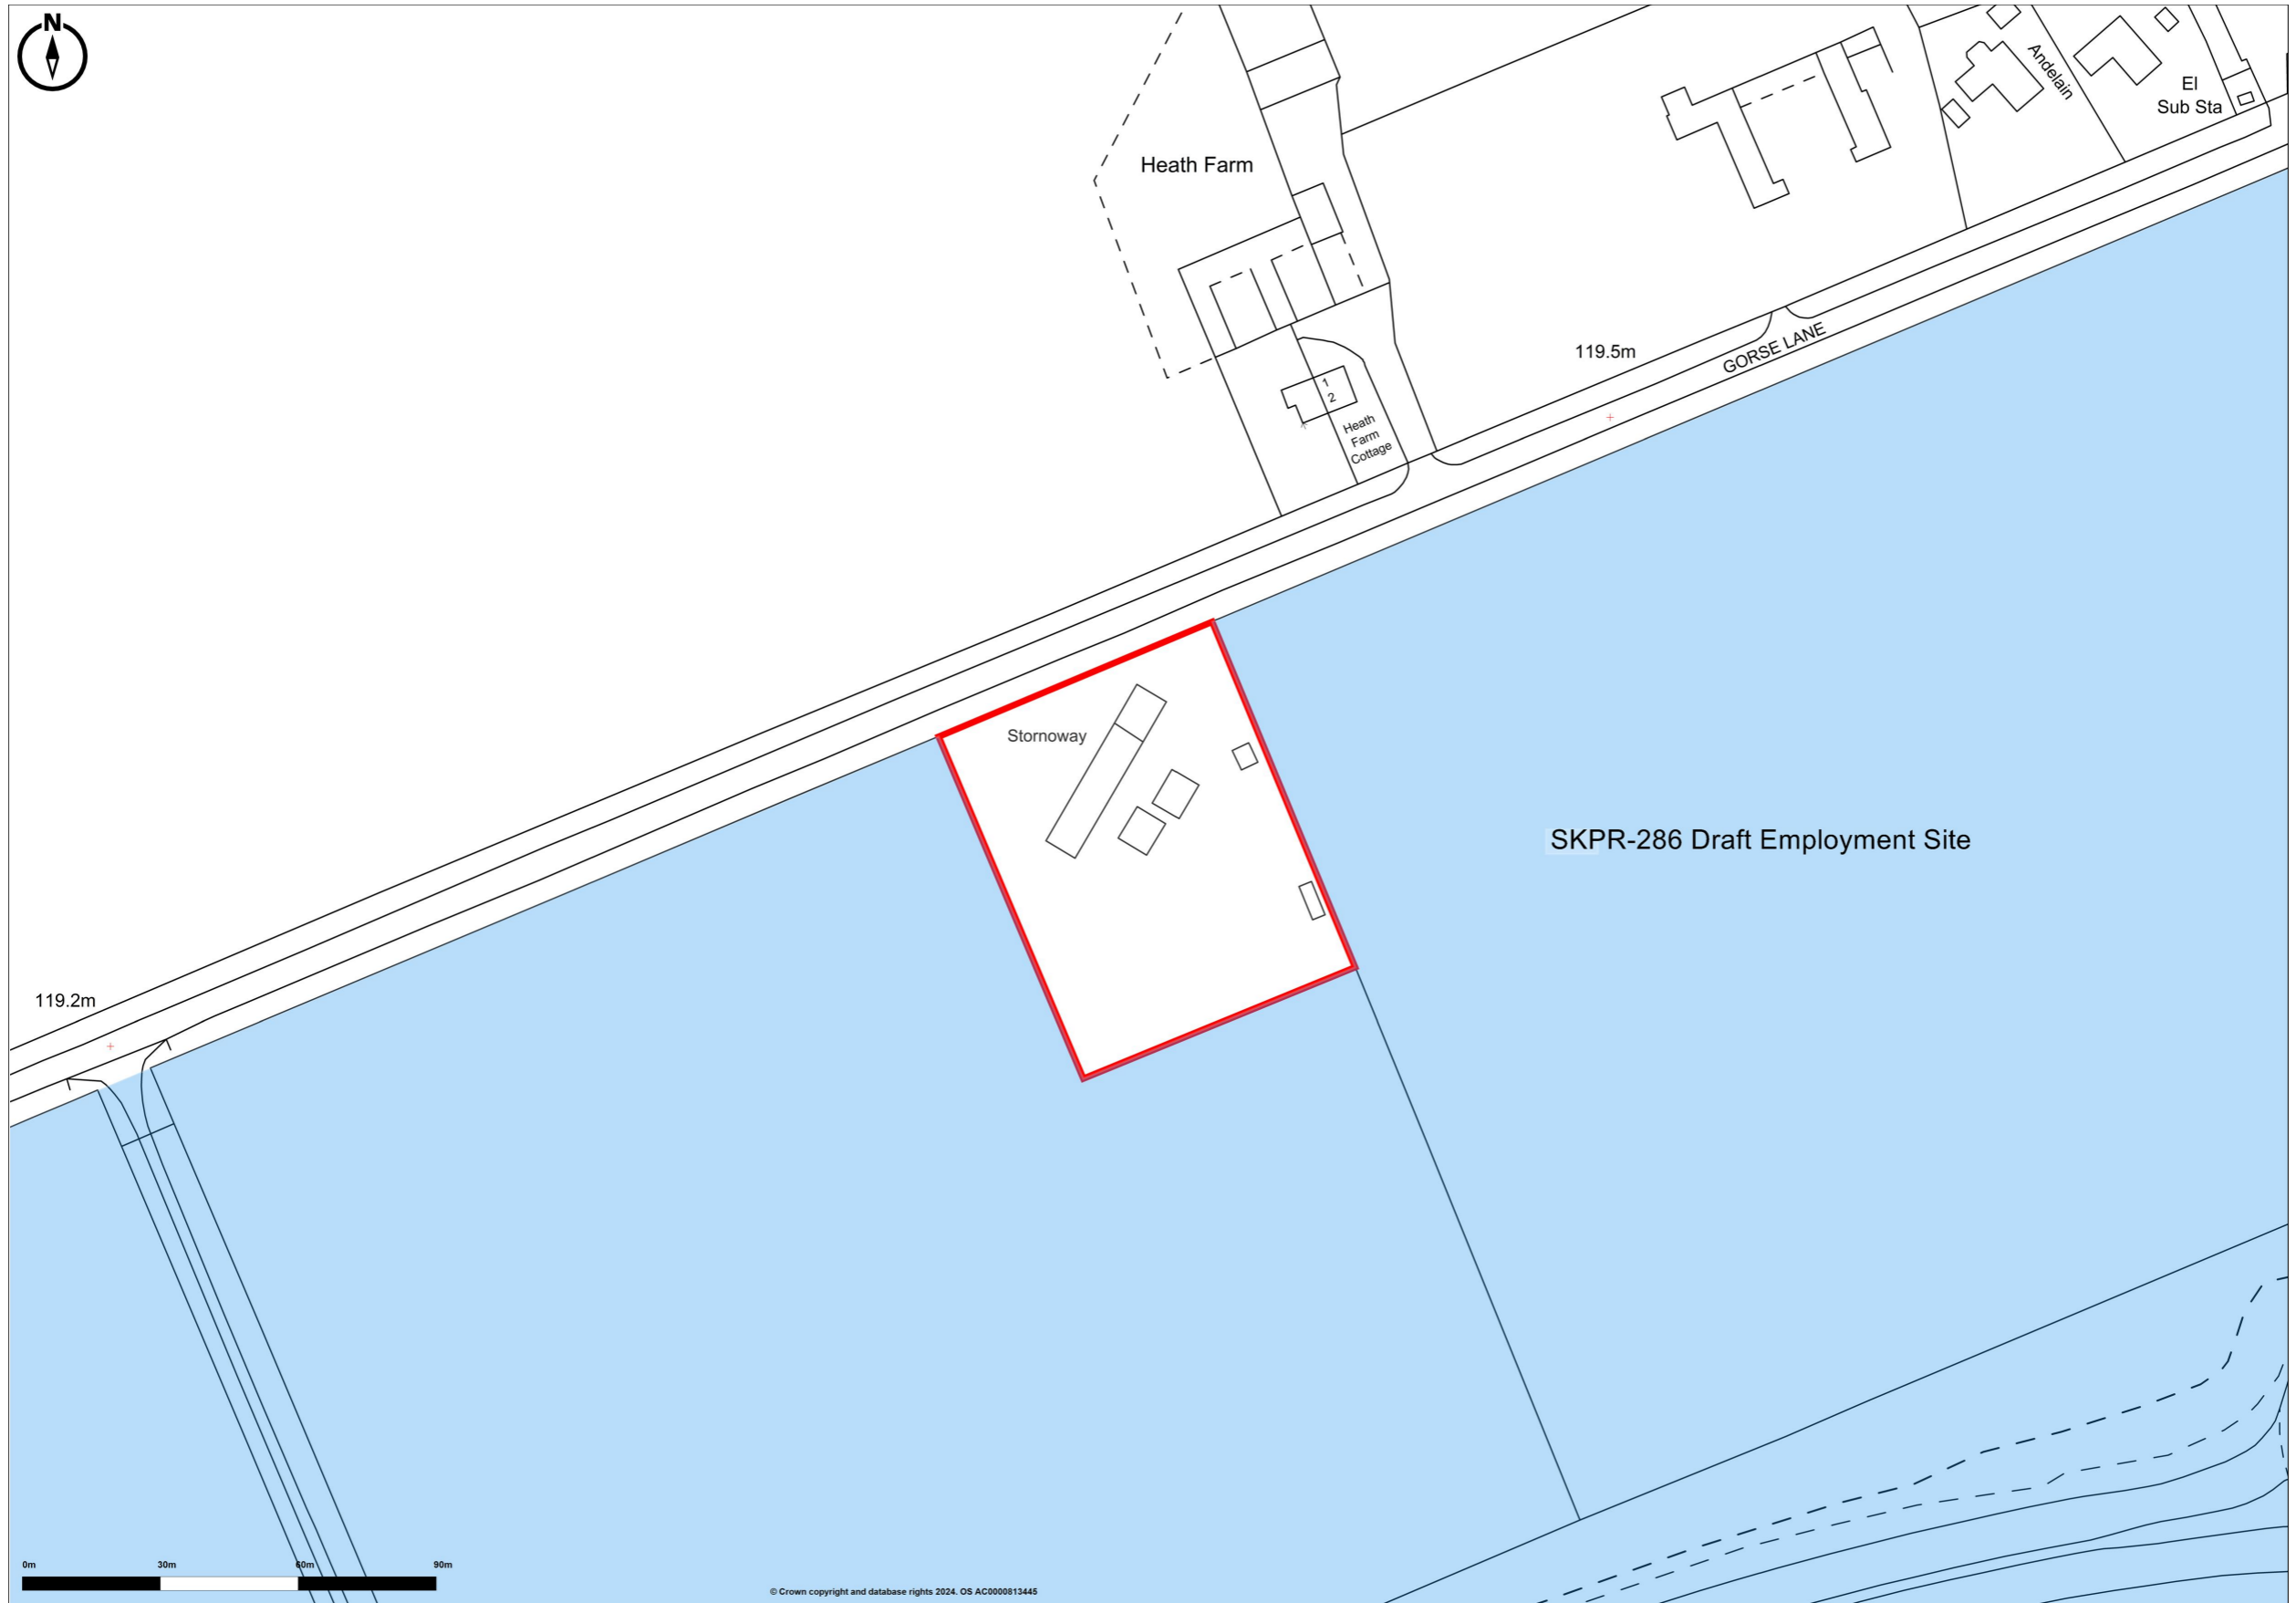 N
Andelain
El
Sub Sta
Heath Farm
119.5m
GORSE LANE
1
2
Heath
Farm
Cottage
Stornoway
SKPR-286 Draft Employment Site
119.2m
0m 30m 60m 90m
© Crown copyright and database rights 2024. OS AC0000813445